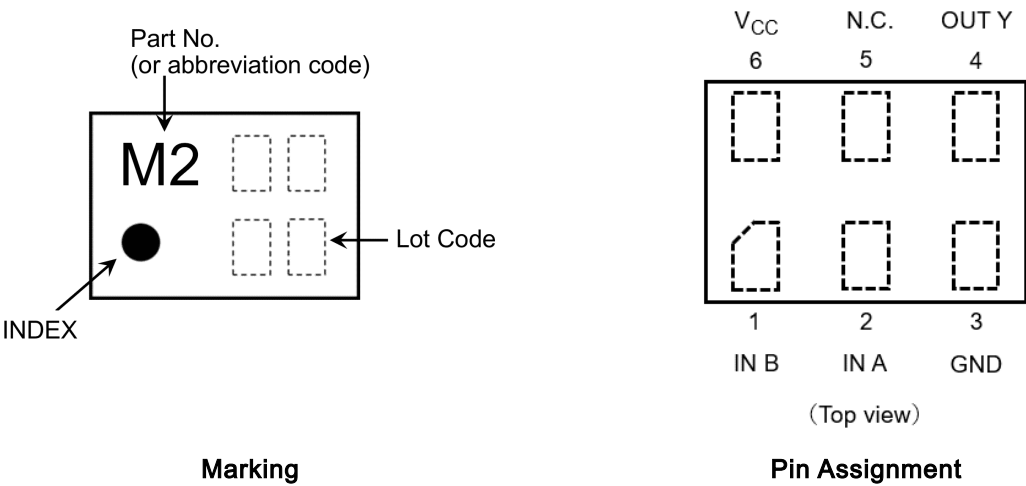 Part No.
(or abbreviation code)
M2
Lot Code
INDEX
Marking
VCC N.C. OUT Y
6 5 4
1 2 3
IN B IN A GND
(Top view)
Pin Assignment